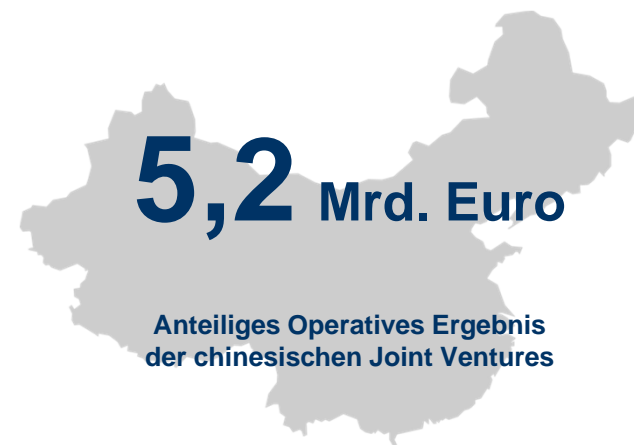 5,2 Mrd. Euro
Anteiliges Operatives Ergebnis
der chinesischen Joint Ventures